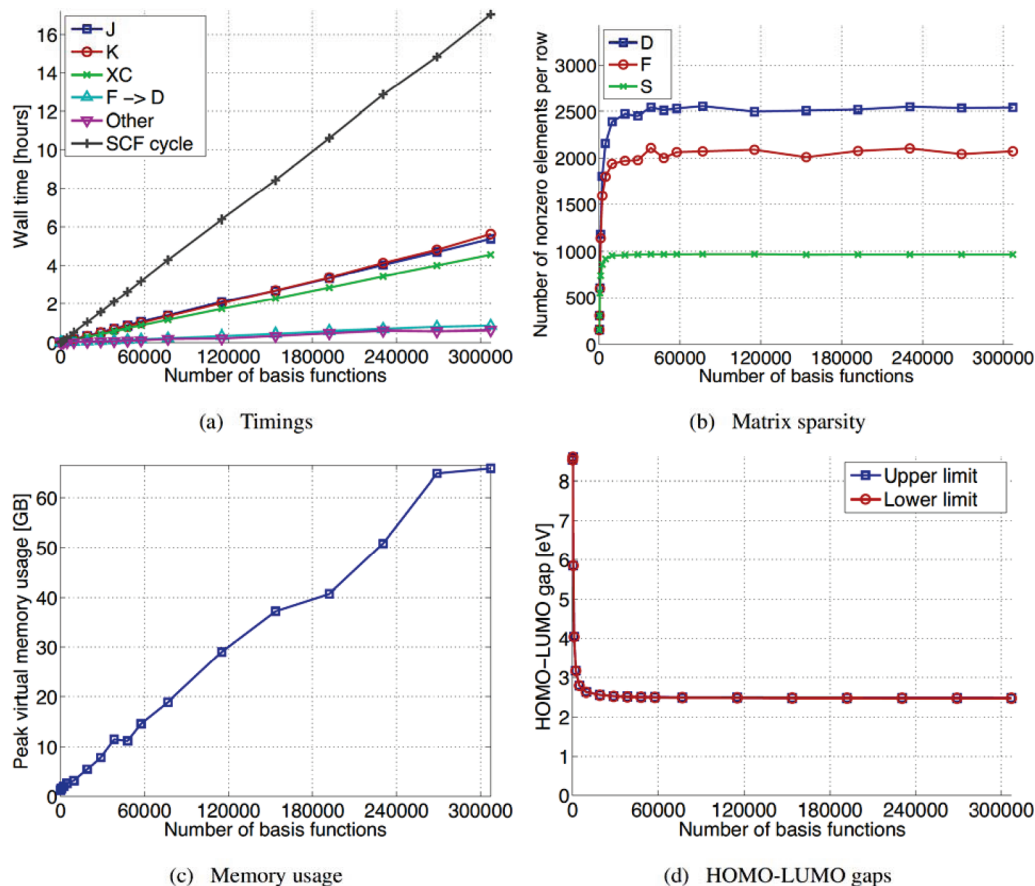 16
14
12
10
8
6
4
2
0
Wall time [hours]
J
K
XC
F −> D
Other
SCF cycle
0 60000 120000 180000 240000 300000
Number of basis functions
(a) Timings
3000
2500
2000
1500
1000
500
0
Number of nonzero elements per row
D
F
S
0 60000 120000 180000 240000 300000
Number of basis functions
(b) Matrix sparsity
60
50
40
30
20
10
0
Peak virtual memory usage [GB]
0 60000 120000 180000 240000 300000
Number of basis functions
(c) Memory usage
8
7
6
5
4
3
2
1
0
HOMO−LUMO gap [eV]
Upper limit
Lower limit
0 60000 120000 180000 240000 300000
Number of basis functions
(d) HOMO-LUMO gaps